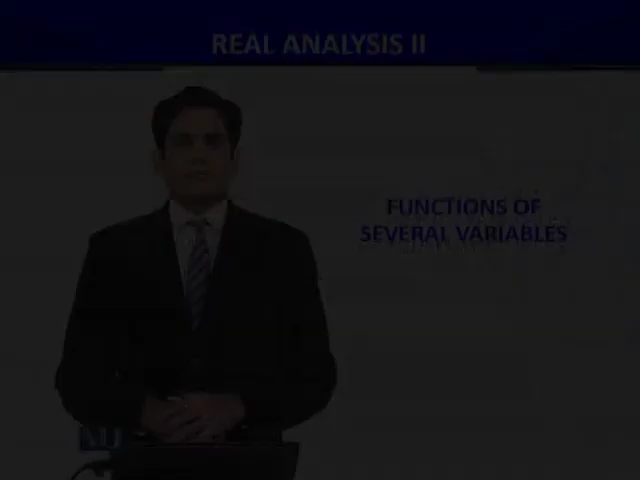 REAL ANALYSIS II
FUNCTIONS OF
SEVERAL VARIABLES